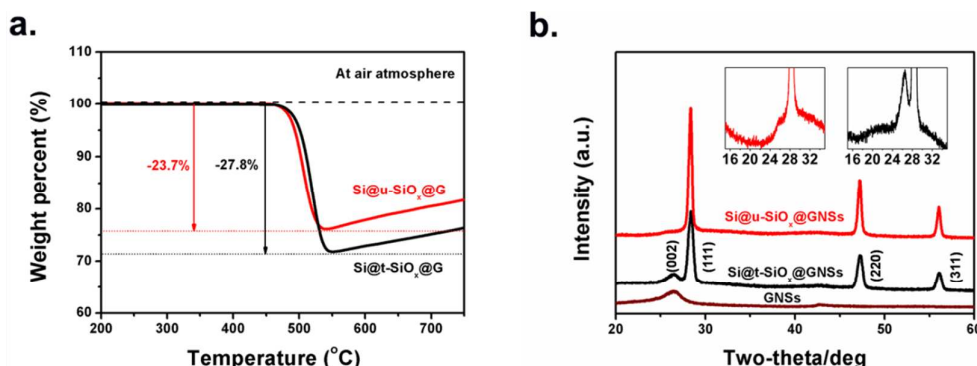 a.
At air atmosphere
-23.7%
-27.8%
Si@u-SiOx@G
Si@t-SiOx@G
110
100
90
80
70
60
200
300
400
500
600
700
Weight percent (%)
Temperature (°C)
b.
16 20 24 28 32
16 20 24 28 32
Si@u-SiOx@GNSs
(002)
(111)
Si@t-SiOx@GNSs
(220)
[311)
GNSs
20
30
40
50
60
Intensity (a.u.)
Two-theta/deg